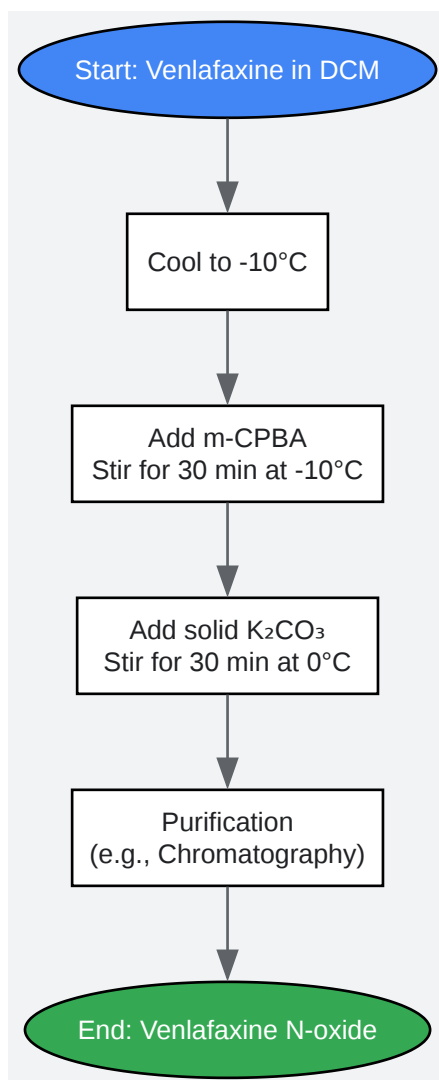 Start: Venlafaxine in DCM
Cool to -10°C
Add m-CPBA
Stir for 30 min at -10°C
Add solid K₂CO₃
Stir for 30 min at 0°C
Purification
(e.g., Chromatography)
End: Venlafaxine N-oxide